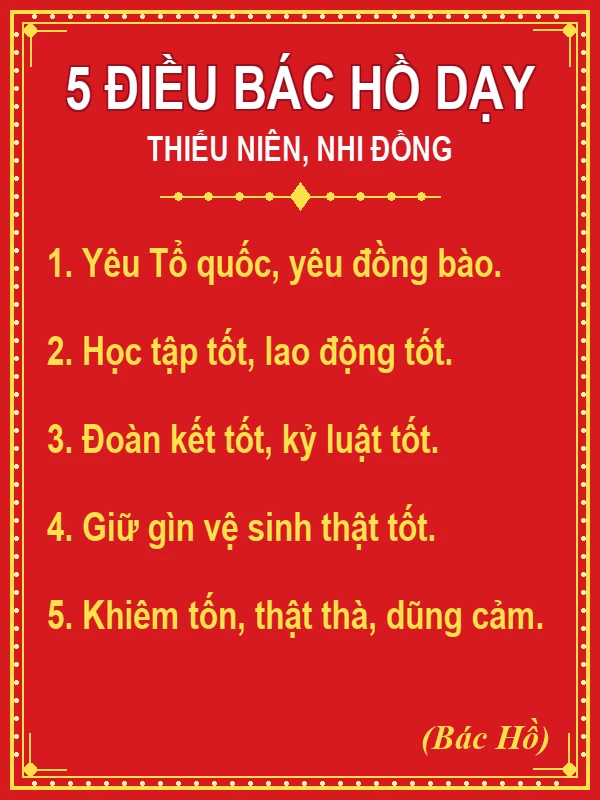 5 ĐIỀU BÁC HỒ DẠY
THIẾU NIÊN, NHI ĐỒNG
1. Yêu Tổ quốc, yêu đồng bào.
2. Học tập tốt, lao động tốt.
3. Đoàn kết tốt, kỷ luật tốt.
4. Giữ gìn vệ sinh thật tốt.
5. Khiêm tốn, thật thà, dũng cảm.
(Bác Hồ)